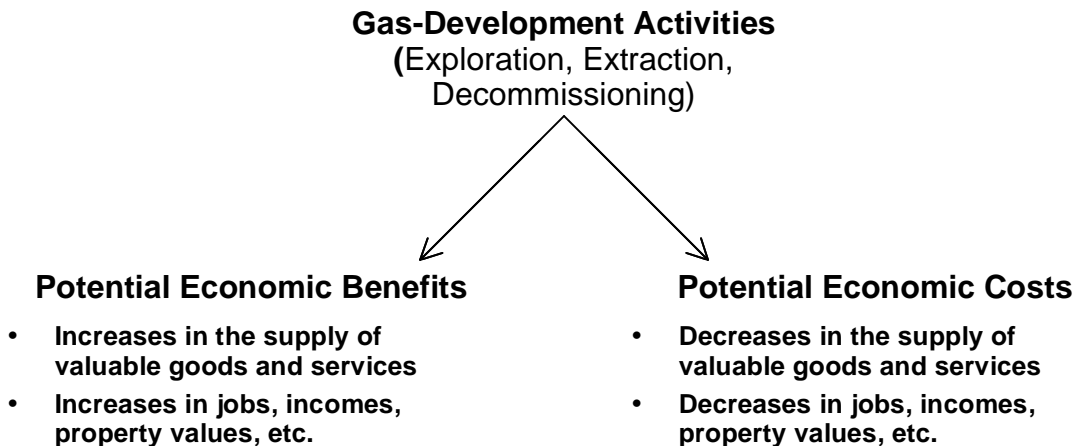 Gas-Development Activities
(Exploration, Extraction,
Decommissioning)
Potential Economic Benefits
• Increases in the supply of
valuable goods and services
• Increases in jobs, incomes,
property values, etc.
Potential Economic Costs
• Decreases in the supply of
valuable goods and services
• Decreases in jobs, incomes,
property values, etc.